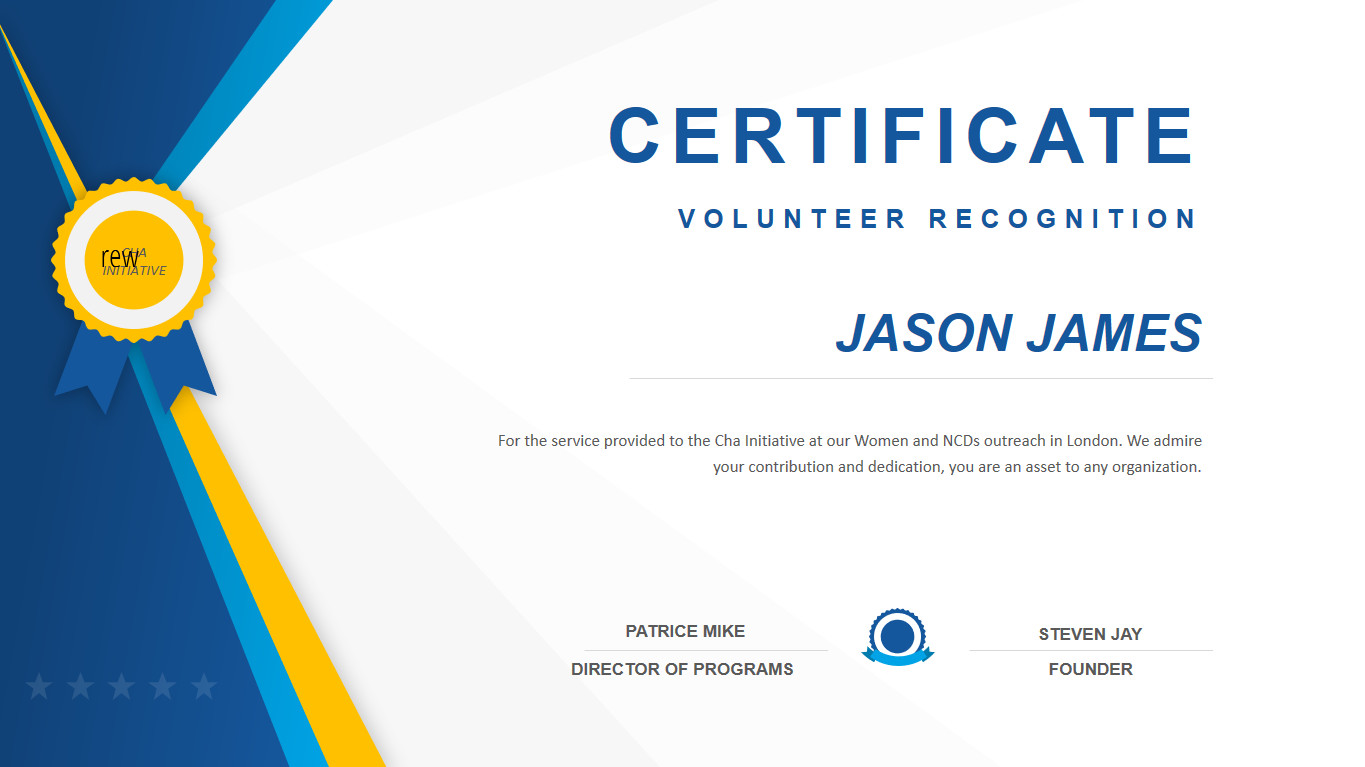 CERTIFICATE
VOLUNTEER RECOGNITION
rew
CHA
INITIATIVE
JASON JAMES
For the service provided to the Cha Initiative at our Women and NCDs outreach in London. We admire
your contribution and dedication, you are an asset to any organization.
PATRICE MIKE
DIRECTOR OF PROGRAMS
STEVEN JAY
FOUNDER